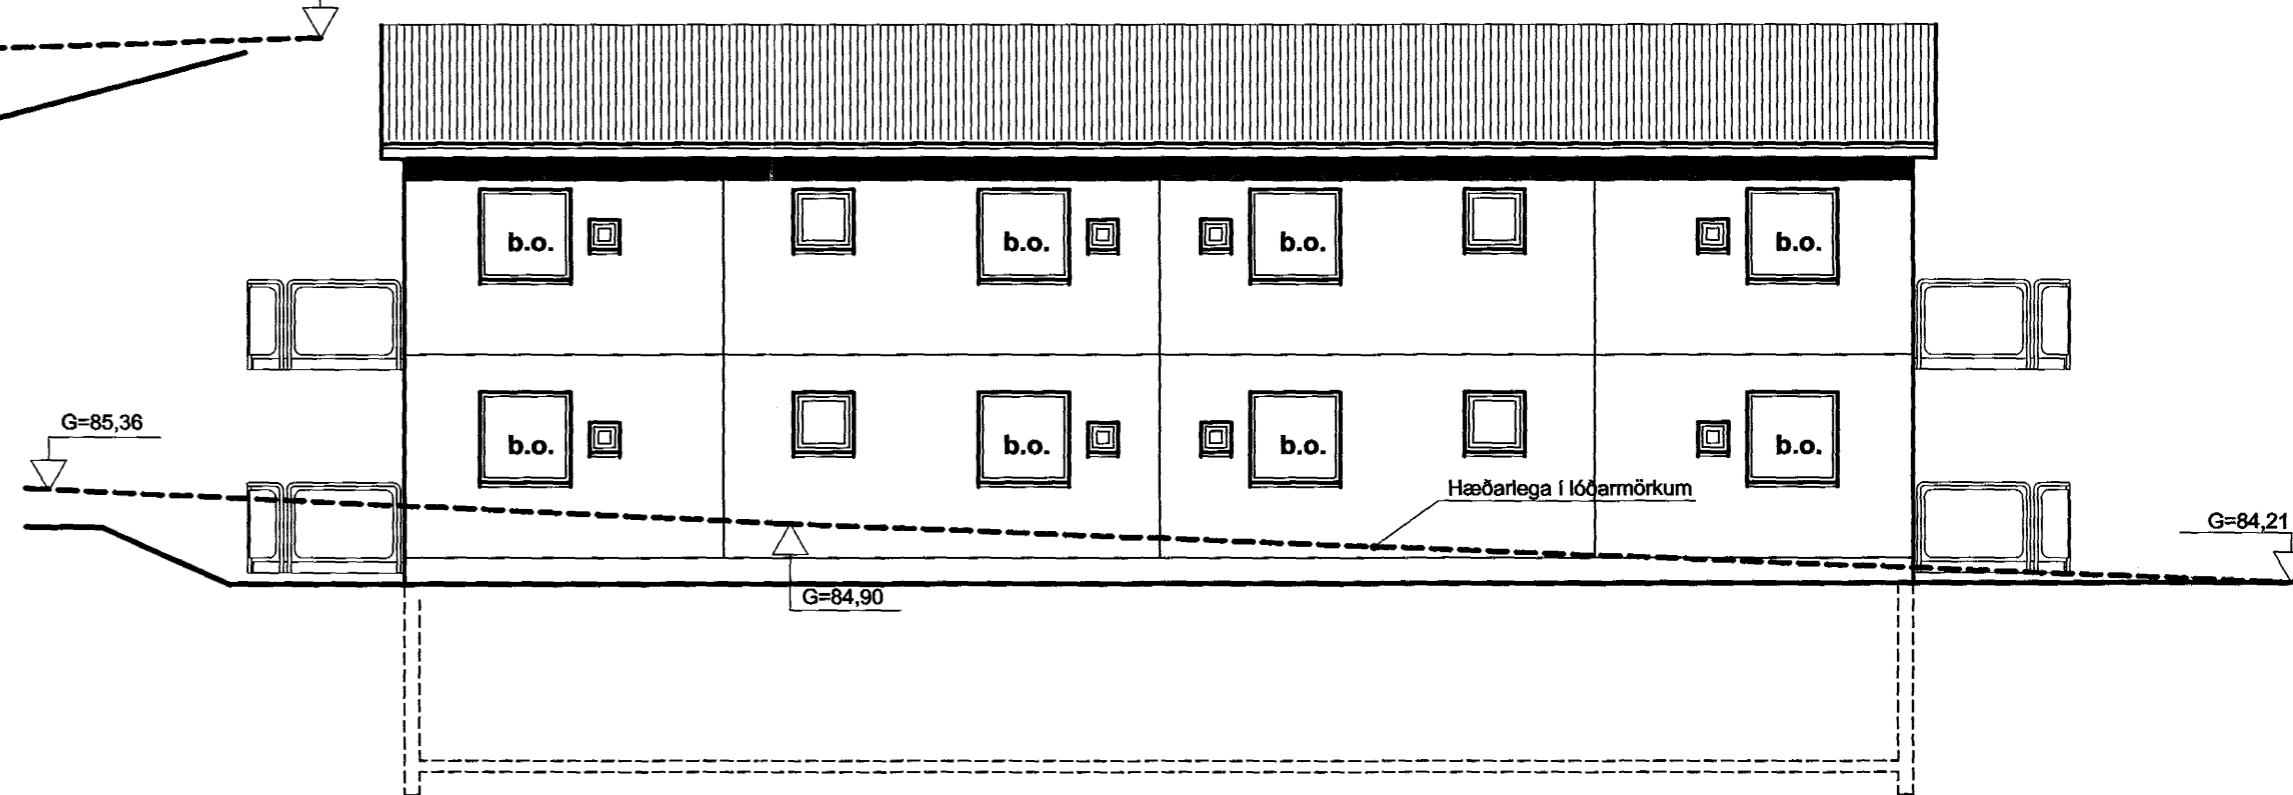 b.o. b.o. b.o. b.o.
G=85,36
b.o. b.o. b.o. b.o.
Hæðarlega í lóðarmörkum
G=84,21
G=84,90